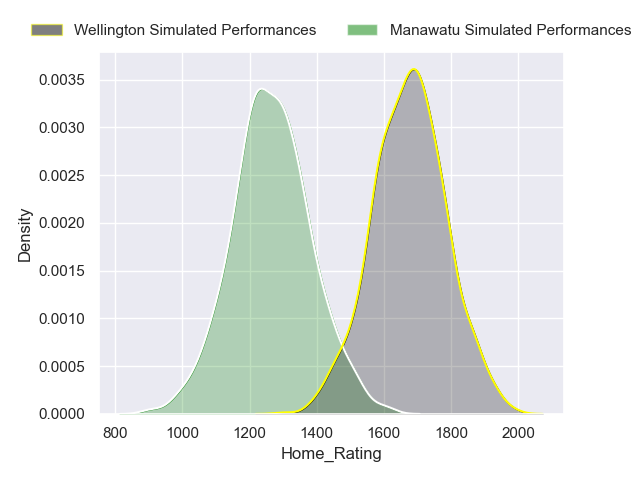 Wellington Simulated Performances Manawatu Simulated Performances
0.0035
0.0030
0.0025
0.0020
0.0015
0.0010
0.0005
0.0000
Density
800 1000 1200 1400 1600 1800 2000
Home_Rating